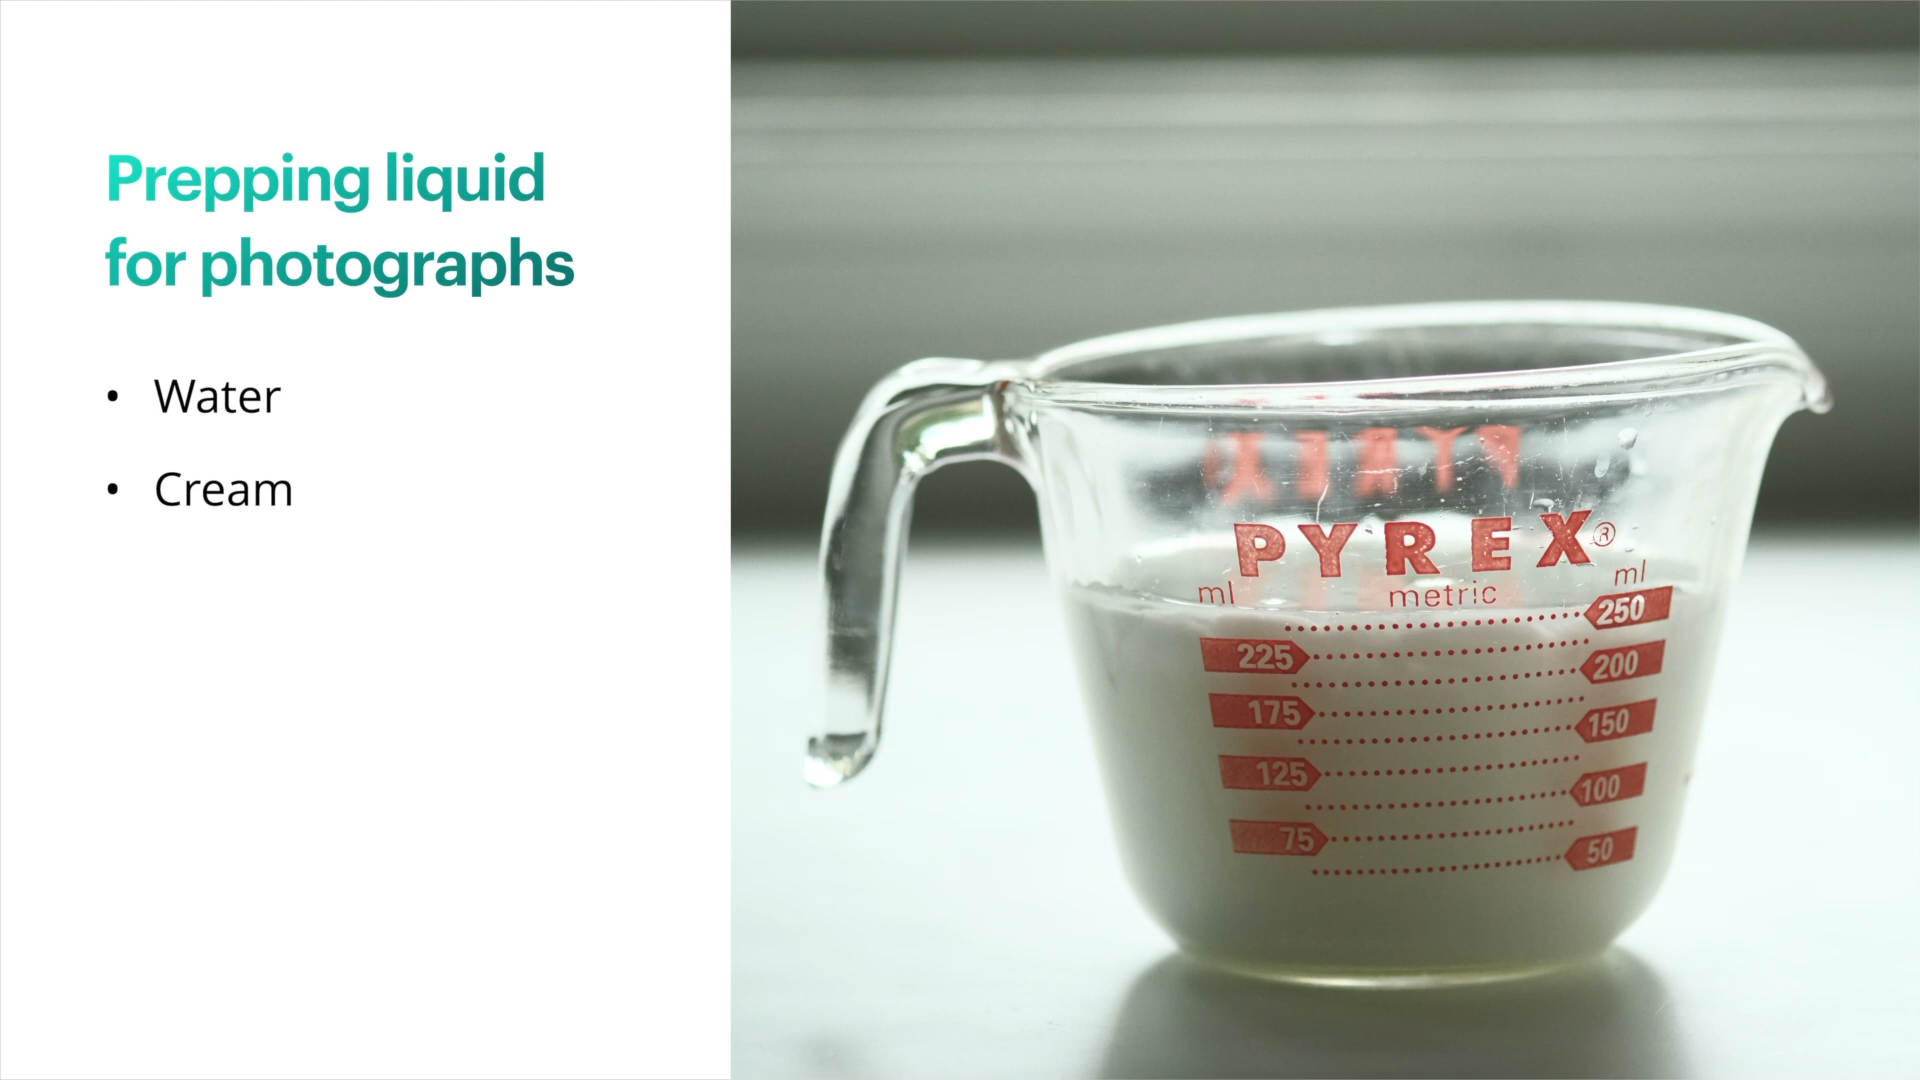 Prepping liquid
for photographs
• Water
• Cream
PYREX®
ml metric ml
250
225
200
175
150
125
100
75
50